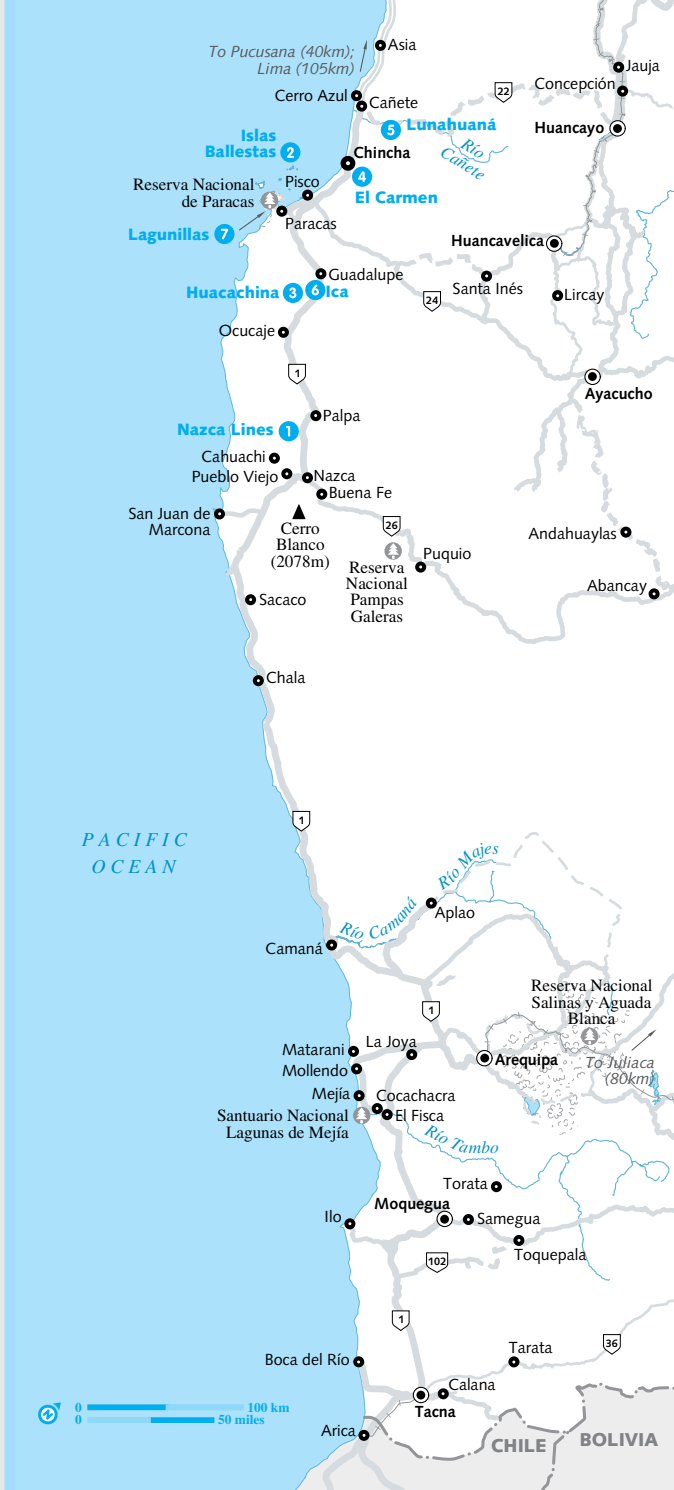 Asia
To Pucusana (40km);
Lima (105km)
Jauja
Concepción
22
Cerro Azul
Cañete
5 Lunahuaná
Huancayo
Islas
Ballestas 2
Río
Cañete
Chincha
4
El Carmen
Reserva Nacional
de Paracas
Pisco
Paracas
Lagunillas 7
Huancavelica
Guadalupe
Santa Inés
Huacachina 3
6 Ica
24
Lircay
Ocucaje
1
Ayacucho
Palpa
Nazca Lines 1
Cahuachi
Pueblo Viejo
Nazca
Buena Fe
San Juan de
Marcona
Cerro
Blanco
(2078m)
26
Andahuaylas
Puquio
Reserva
Nacional
Pampas
Galeras
Abancay
Sacaco
Chala
1
PACIFIC
OCEAN
Río Majes
Río Camaná
Aplao
Camaná
Reserva Nacional
Salinas y Aguada
Blanca
1
Matarani
La Joya
Arequipa
To Juliaca
(80km)
Mollendo
Mejía
Cocachacra
El Fisca
Santuario Nacional
Lagunas de Mejía
Río Tambo
Torata
Moquegua
Ilo
Samegua
Toquepala
102
1
36
Tarata
Boca del Río
Calana
Tacna
N
0 100 km
0 50 miles
Arica
CHILE
BOLIVIA